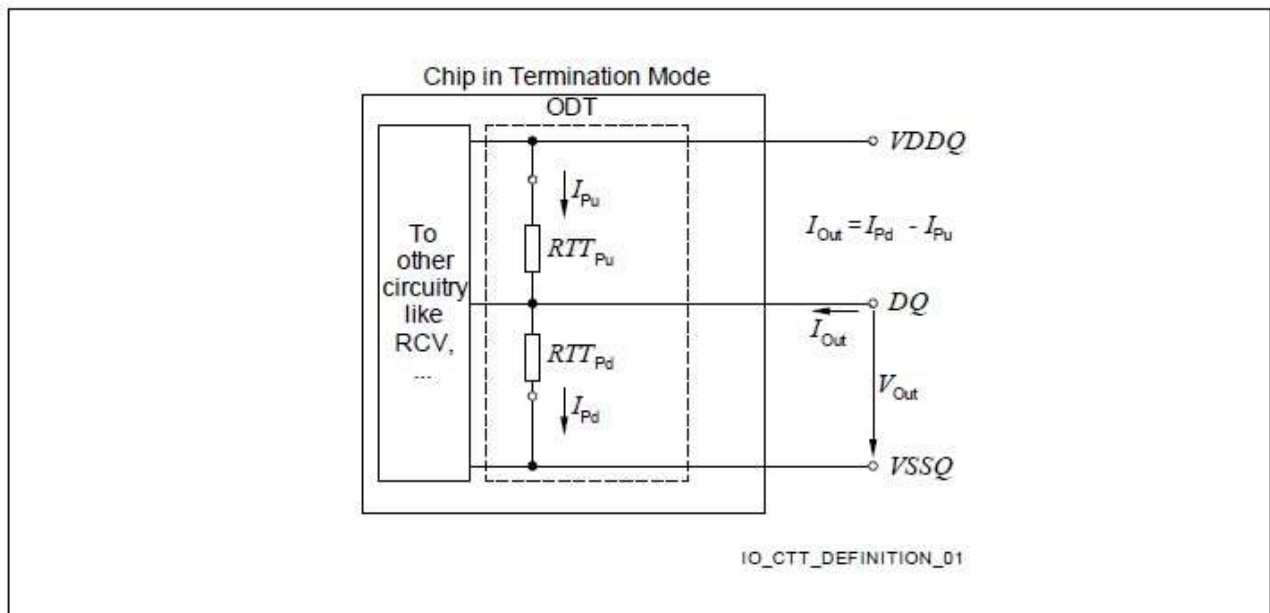 Chip in Termination Mode
ODT
VDDQ
I_Pu
To
other
circuitry
like
RCV,
...
RTT_Pu
I_Out = I_Pd - I_Pu
DQ
I_Out
RTT_Pd
V_Out
I_Pd
VSSQ
IO_CTT_DEFINITION_01